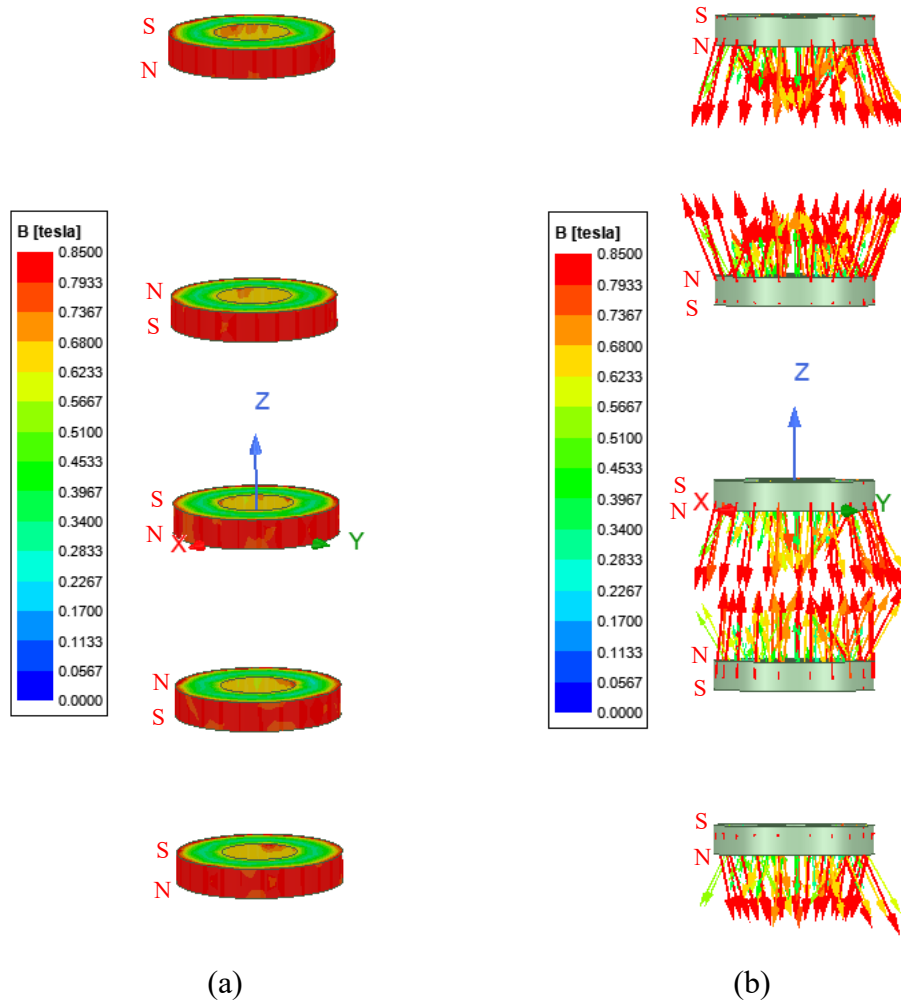 S
N
B [tesla]
0.8500
0.7933
0.7367
0.6800
0.6233
0.5667
0.5100
0.4533
0.3967
0.3400
0.2833
0.2267
0.1700
0.1133
0.0567
0.0000
N
S
Z
S
N
X
Y
N
S
S
N
(a)
S
N
B [tesla]
0.8500
0.7933
0.7367
0.6800
0.6233
0.5667
0.5100
0.4533
0.3967
0.3400
0.2833
0.2267
0.1700
0.1133
0.0567
0.0000
N
S
Z
S
X
N
Y
N
S
S
N
(b)